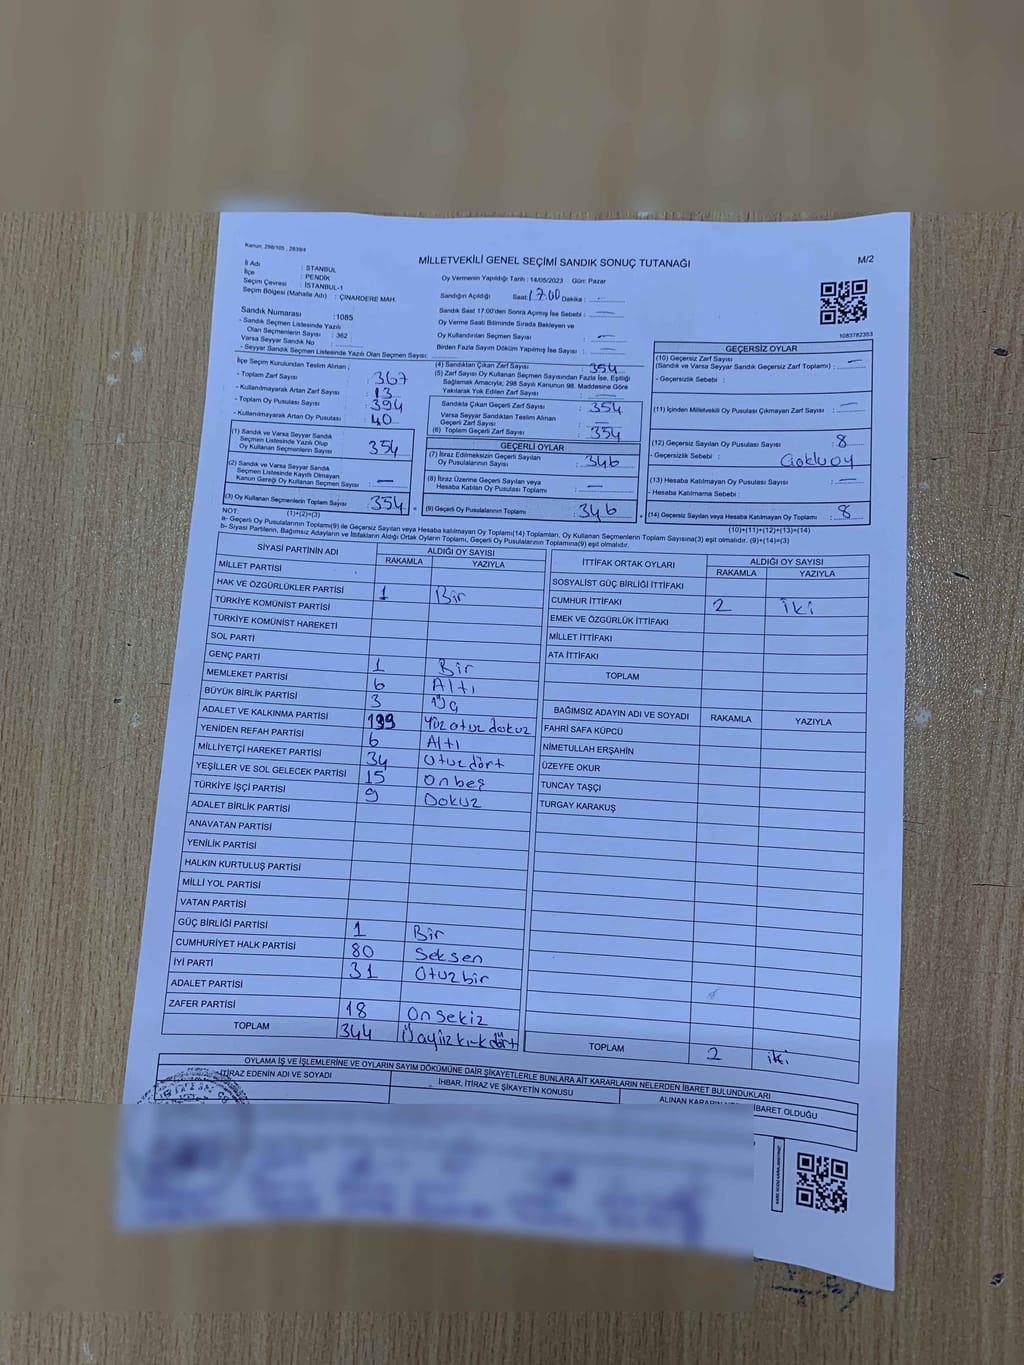 Kanun; 298/105 , 2839/4
MİLLETVEKİLİ GENEL SEÇİMİ SANDIK SONUÇ TUTANAĞI
M/2
İl Adı : İSTANBUL
İlçe : PENDİK
Seçim Çevresi : İSTANBUL-1
Seçim Bölgesi (Mahalle Adı) : ÇINARDERE MAH.
Sandık Numarası :1085
- Sandık Seçmen Listesinde Yazılı
Olan Seçmenlerin Sayısı : 362
Varsa Seyyar Sandık No :
- Seyyar Sandık Seçmen Listesinde Yazılı Olan Seçmen Sayısı:
Oy Vermenin Yapıldığı Tarih : 14/05/2023 Gün: Pazar
Sandığın Açıldığı Saat: 17:00 Dakika : -
Sandık Saat 17:00'den Sonra Açılmış İse Sebebi : —
Oy Verme Saati Bitiminde Sırada Bekleyen ve
Oy Kullandırılan Seçmen Sayısı : —
Birden Fazla Sayım Döküm Yapılmış İse Sayısı : —
1083782353
İlçe Seçim Kurulundan Teslim Alınan ;
- Toplam Zarf Sayısı : 367
- Kullanılmayarak Artan Zarf Sayısı : 13
- Toplam Oy Pusulası Sayısı : 394
- Kullanılmayarak Artan Oy Pusulası : 40
(1) Sandık ve Varsa Seyyar Sandık
Seçmen Listesinde Yazılı Olup
Oy Kullanan Seçmenlerin Sayısı : 354
(2) Sandık ve Varsa Seyyar Sandık
Seçmen Listesinde Kayıtlı Olmayan
Kanun Gereği Oy Kullanan Seçmen Sayısı : —
(3) Oy Kullanan Seçmenlerin Toplam Sayısı : 354
(1)+(2)=(3)
(4) Sandıktan Çıkan Zarf Sayısı : 354
(5) Zarf Sayısı Oy Kullanan Seçmen Sayısından Fazla İse, Eşitliği
Sağlamak Amacıyla; 298 Sayılı Kanunun 98. Maddesine Göre
Yakılarak Yok Edilen Zarf Sayısı : —
Sandıkta Çıkan Geçerli Zarf Sayısı : 354
Varsa Seyyar Sandıktan Teslim Alınan
Geçerli Zarf Sayısı : —
(6) Toplam Geçerli Zarf Sayısı : 354
GEÇERLİ OYLAR
(7) İtiraz Edilmeksizin Geçerli Sayılan
Oy Pusulalarının Sayısı : 346
(8) İtiraz Üzerine Geçerli Sayılan veya
Hesaba Katılan Oy Pusulası Toplamı : —
(9) Geçerli Oy Pusulalarının Toplamı : 346
GEÇERSİZ OYLAR
(10) Geçersiz Zarf Sayısı
(Sandık ve Varsa Seyyar Sandık Geçersiz Zarf Toplamı) : —
- Geçersizlik Sebebi :
(11) İçinden Milletvekili Oy Pusulası Çıkmayan Zarf Sayısı : —
(12) Geçersiz Sayılan Oy Pusulası Sayısı : 8
- Geçersizlik Sebebi :
(13) Hesaba Katılmayan Oy Pusulası Sayısı : —
- Hesaba Katılmama Sebebi :
(14) Geçersiz Sayılan veya Hesaba Katılmayan Oy Toplamı : 8
(10)+(11)+(12)+(13)=(14)
NOT:
a- Geçerli Oy Pusulalarının Toplamı(9) ile Geçersiz Sayılan veya Hesaba katılmayan Oy Toplamı(14) Toplamları, Oy Kullanan Seçmenlerin Toplam Sayısına(3) eşit olmalıdır. (9)+(14)=(3)
b- Siyasi Partilerin, Bağımsız Adayların ve İttifakların Aldığı Ortak Oyların Toplamı, Geçerli Oy Pusulalarının Toplamına(9) eşit olmalıdır.
SİYASİ PARTİNİN ADI ALDIĞI OY SAYISI
RAKAMLA YAZIYLA
MİLLET PARTİSİ
HAK VE ÖZGÜRLÜKLER PARTİSİ 1 Bir
TÜRKİYE KOMÜNİST PARTİSİ
TÜRKİYE KOMÜNİST HAREKETİ
SOL PARTİ
GENÇ PARTİ 1 Bir
MEMLEKET PARTİSİ 6 Altı
BÜYÜK BİRLİK PARTİSİ 3 Üç
ADALET VE KALKINMA PARTİSİ 139 Yüz otuz dokuz
YENİDEN REFAH PARTİSİ 6 Altı
MİLLİYETÇİ HAREKET PARTİSİ 34 Otuz dört
YEŞİLLER VE SOL GELECEK PARTİSİ 15 On beş
TÜRKİYE İŞÇİ PARTİSİ 9 Dokuz
ADALET BİRLİK PARTİSİ
ANAVATAN PARTİSİ
YENİLİK PARTİSİ
HALKIN KURTULUŞ PARTİSİ
MİLLİ YOL PARTİSİ
VATAN PARTİSİ
GÜÇ BİRLİĞİ PARTİSİ 1 Bir
CUMHURİYET HALK PARTİSİ 80 Seksen
İYİ PARTİ 31 Otuz bir
ADALET PARTİSİ
ZAFER PARTİSİ 18 On sekiz
TOPLAM 344 Üçyüz kırk dört
İTTİFAK ORTAK OYLARI ALDIĞI OY SAYISI
RAKAMLA YAZIYLA
SOSYALİST GÜÇ BİRLİĞİ İTTİFAKI
CUMHUR İTTİFAKI 2 İki
EMEK VE ÖZGÜRLÜK İTTİFAKI
MİLLET İTTİFAKI
ATA İTTİFAKI
TOPLAM
BAĞIMSIZ ADAYIN ADI VE SOYADI RAKAMLA YAZIYLA
FAHRİ SAFA KÜPCÜ
NİMETULLAH ERŞAHİN
ÜZEYFE OKUR
TUNCAY TAŞÇI
TURGAY KARAKUŞ
TOPLAM 2 iki
OYLAMA İŞ VE İŞLEMLERİNE VE OYLARIN SAYIM DÖKÜMÜNE DAİR ŞİKAYETLERLE BUNLARA AİT KARARLARIN NELERDEN İBARET BULUNDUKLARI
İTİRAZ EDENİN ADI VE SOYADI
İHBAR, İTİRAZ VE ŞİKAYETİN KONUSU
ALINAN KARARIN İBARET OLDUĞU